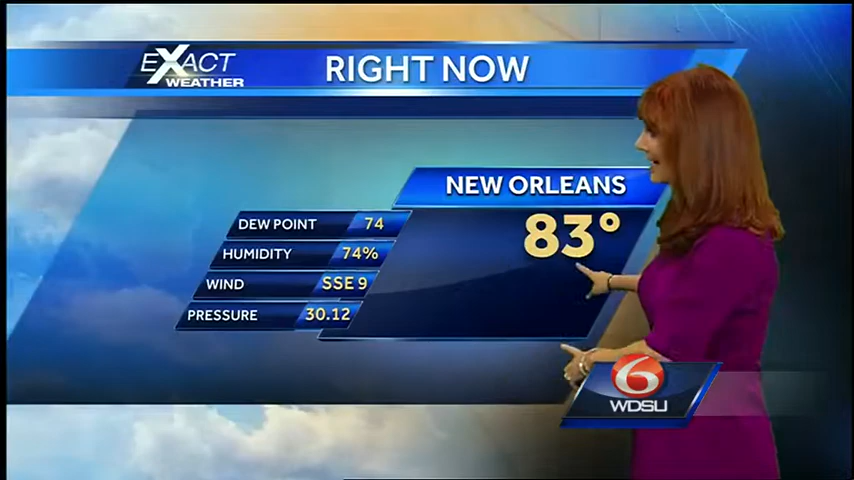 EXACT
WEATHER
RIGHT NOW
NEW ORLEANS
83°
DEW POINT 74
HUMIDITY 74%
WIND SSE 9
PRESSURE 30.12
6
WDSU